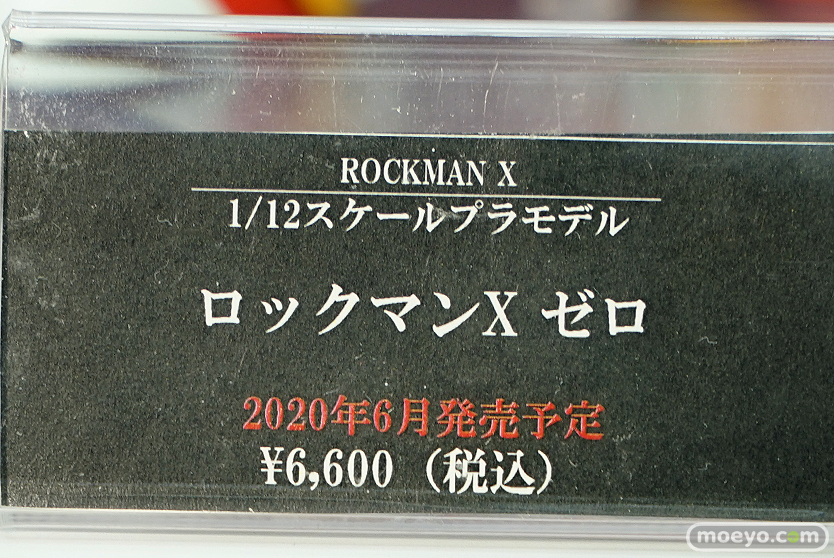 ROCKMAN X
1/12スケールプラモデル
ロックマンX ゼロ
2020年6月発売予定
¥6,600（税込）
moeyo.com